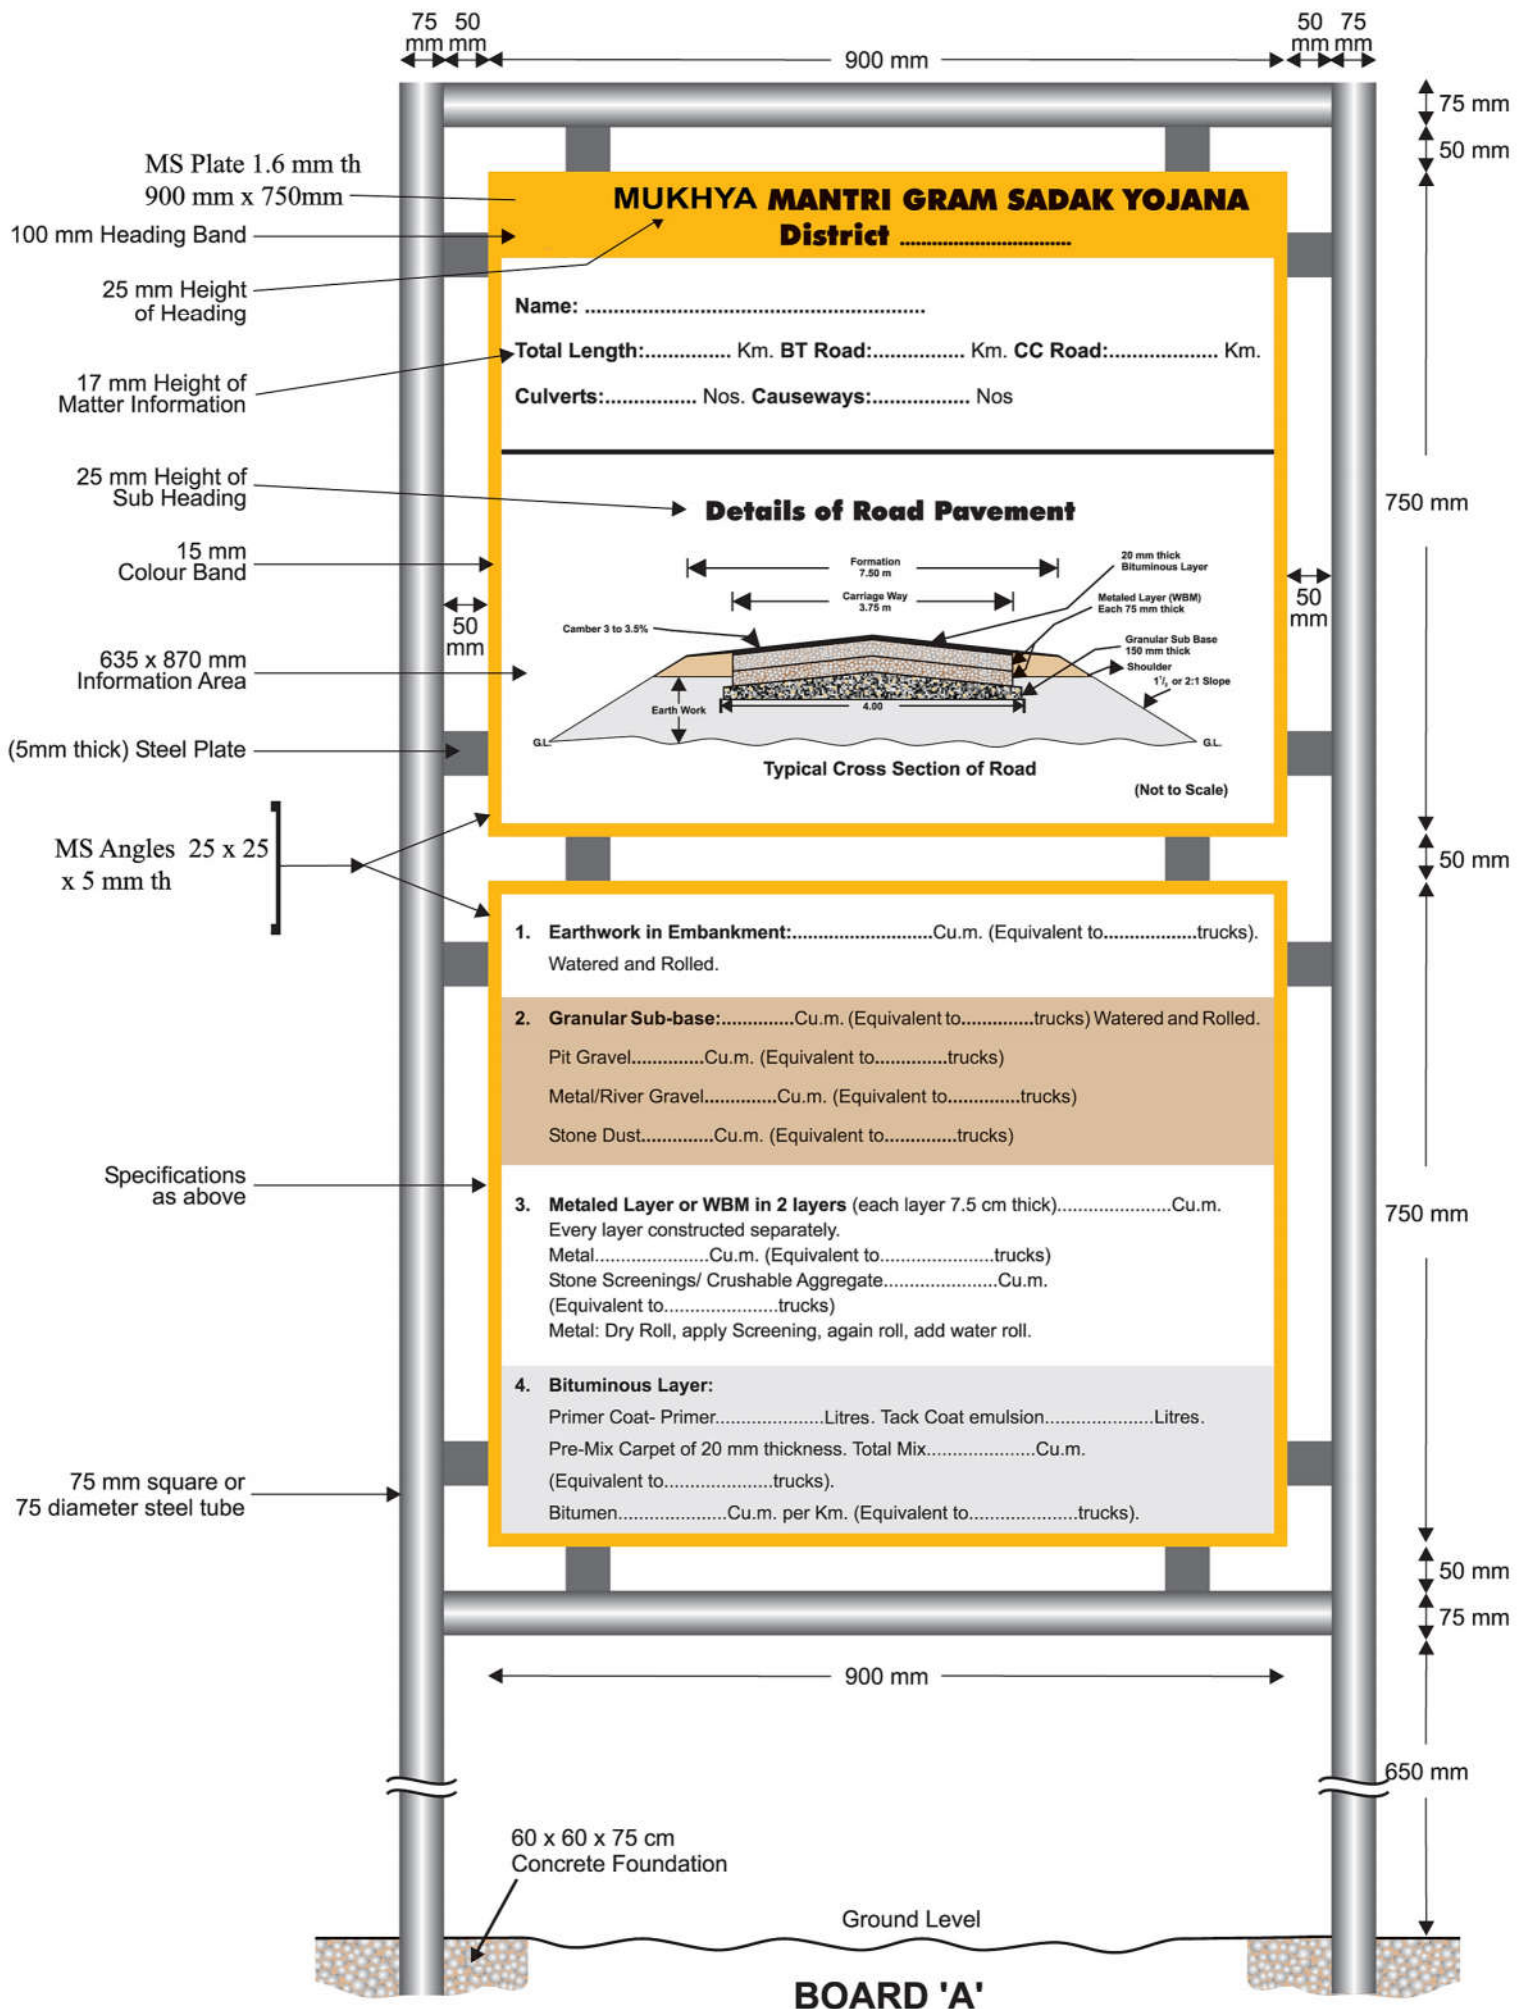 75 50
mm mm
900 mm
50 75
mm mm
75 mm
50 mm
MS Plate 1.6 mm th
900 mm x 750mm
100 mm Heading Band
25 mm Height
of Heading
17 mm Height of
Matter Information
25 mm Height of
Sub Heading
15 mm
Colour Band
50
mm
635 x 870 mm
Information Area
(5mm thick) Steel Plate
MS Angles 25 x 25
x 5 mm th
MUKHYA MANTRI GRAM SADAK YOJANA
District ................................
Name: ...........................................................
Total Length:............... Km. BT Road:................ Km. CC Road:................... Km.
Culverts:................ Nos. Causeways:................. Nos
Details of Road Pavement
Formation
7.50 m
Carriage Way
3.75 m
20 mm thick
Bituminous Layer
Metaled Layer (WBM)
Each 75 mm thick
Camber 3 to 3.5%
Granular Sub Base
150 mm thick
Shoulder
1½ or 2:1 Slope
Earth Work
4.00
G.L.
G.L.
Typical Cross Section of Road
(Not to Scale)
50
mm
750 mm
50 mm
1. Earthwork in Embankment:..........................Cu.m. (Equivalent to.................trucks).
Watered and Rolled.
2. Granular Sub-base:..............Cu.m. (Equivalent to..............trucks) Watered and Rolled.
Pit Gravel..............Cu.m. (Equivalent to..............trucks)
Metal/River Gravel..............Cu.m. (Equivalent to..............trucks)
Stone Dust..............Cu.m. (Equivalent to..............trucks)
3. Metaled Layer or WBM in 2 layers (each layer 7.5 cm thick)......................Cu.m.
Every layer constructed separately.
Metal......................Cu.m. (Equivalent to......................trucks)
Stone Screenings/ Crushable Aggregate......................Cu.m.
(Equivalent to......................trucks)
Metal: Dry Roll, apply Screening, again roll, add water roll.
4. Bituminous Layer:
Primer Coat- Primer.....................Litres. Tack Coat emulsion.....................Litres.
Pre-Mix Carpet of 20 mm thickness. Total Mix.....................Cu.m.
(Equivalent to.....................trucks).
Bitumen.....................Cu.m. per Km. (Equivalent to.....................trucks).
Specifications
as above
75 mm square or
75 diameter steel tube
750 mm
50 mm
75 mm
900 mm
650 mm
60 x 60 x 75 cm
Concrete Foundation
Ground Level
BOARD 'A'